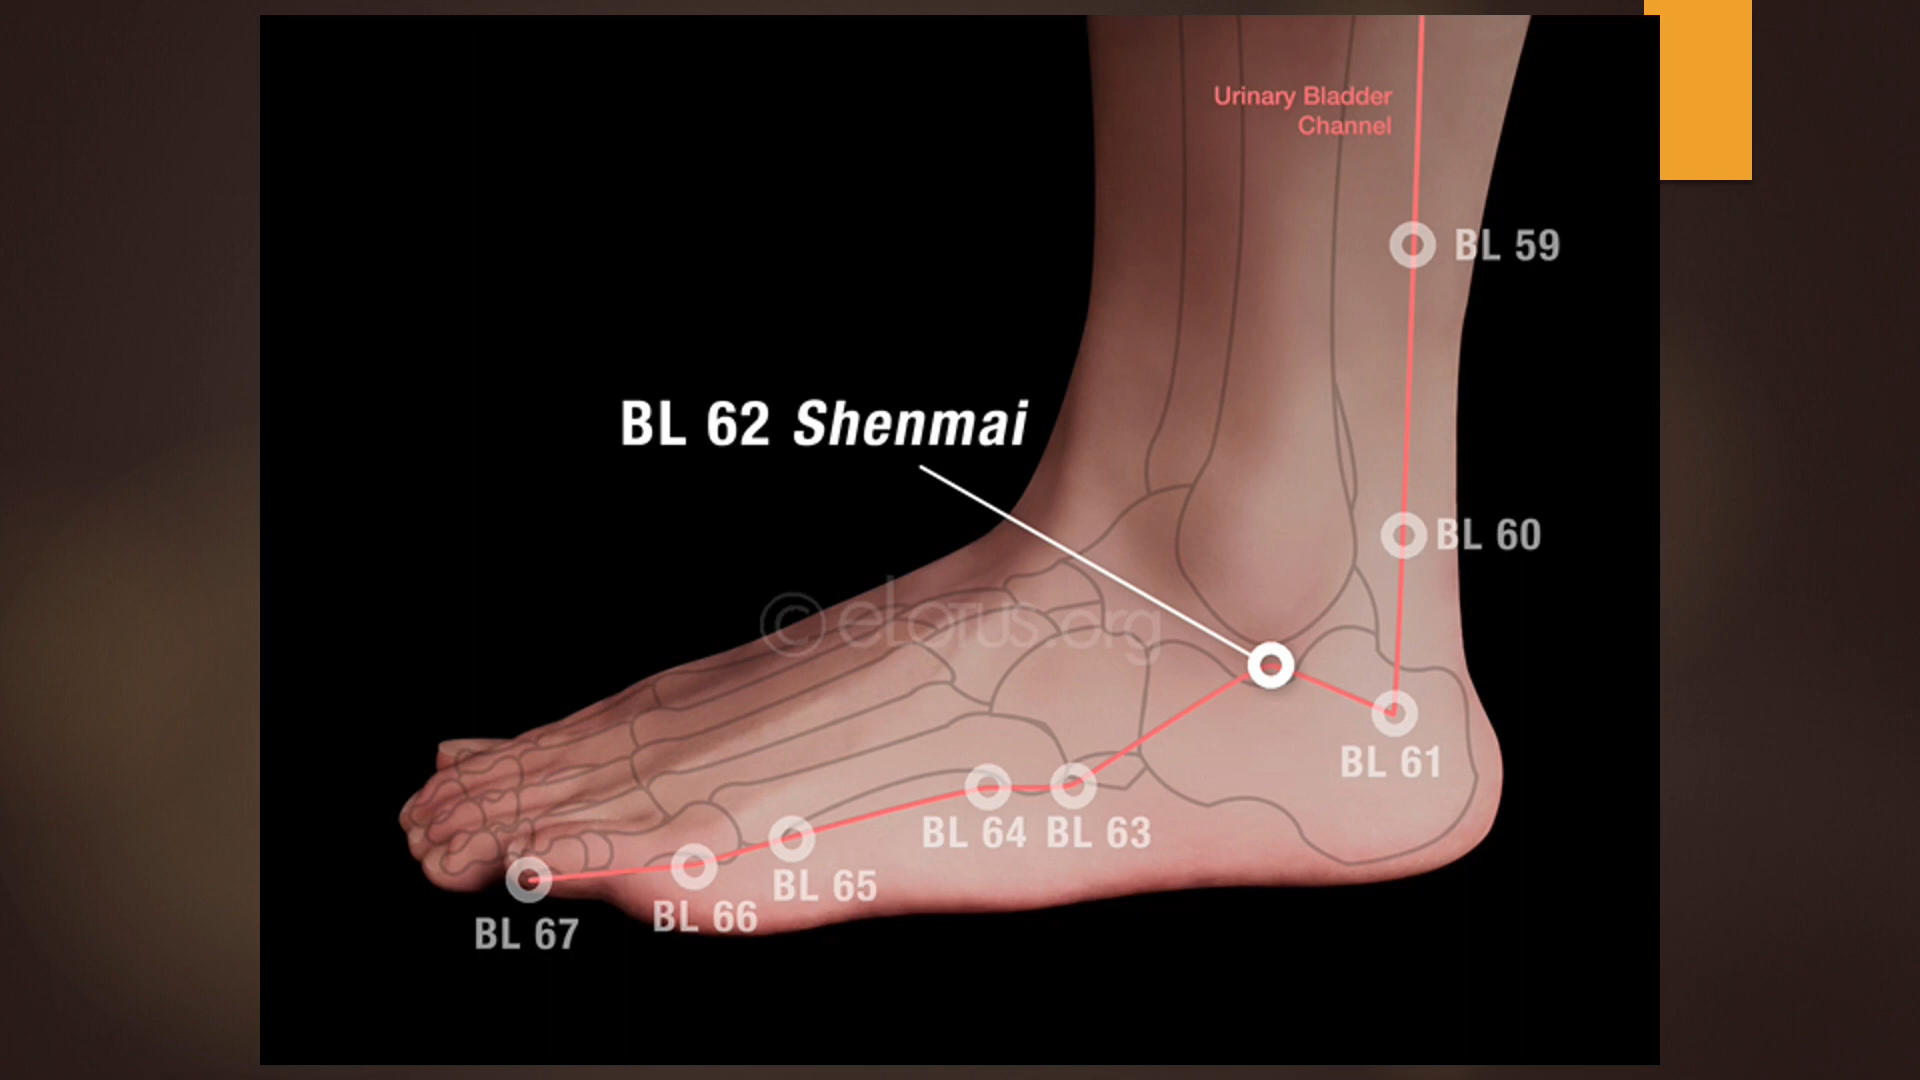 Urinary Bladder
Channel
BL 59
BL 62 Shenmai
BL 60
© eLotus.org
BL 61
BL 64
BL 63
BL 65
BL 66
BL 67